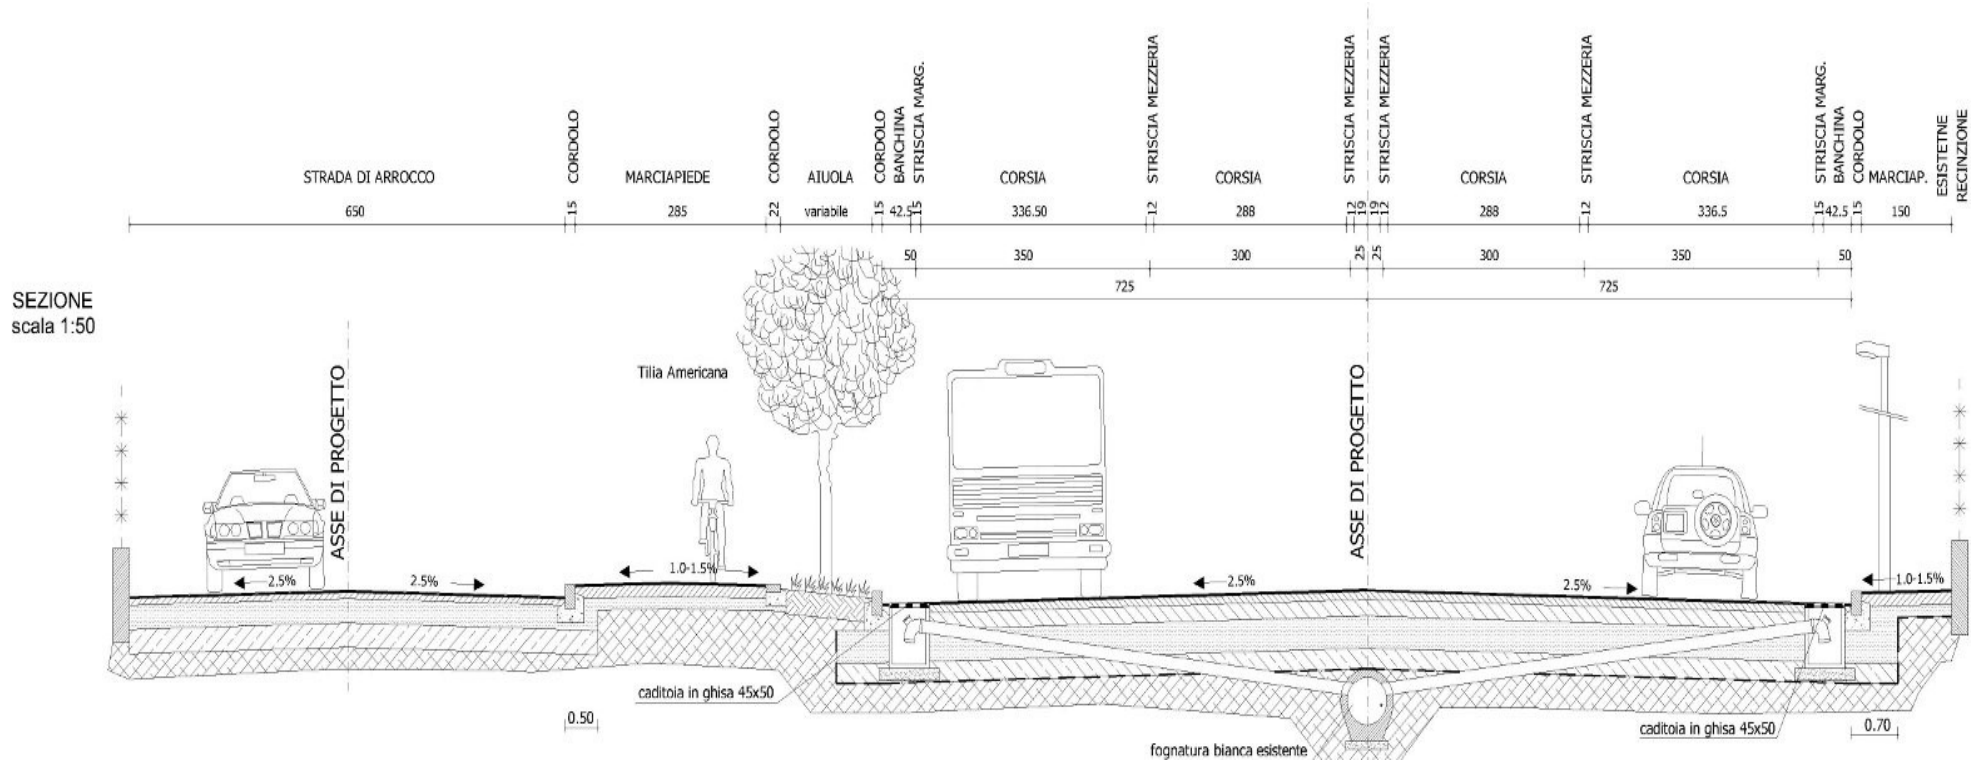 STRADA DI ARROCCO
CORDOLO
MARCIAPIEDE
CORDOLO
AIUOLA
CORDOLO
BANCHINA
STRISCIA MARG.
CORSIA
STRISCIA MEZZERIA
CORSIA
STRISCIA MEZZERIA
STRISCIA MEZZERIA
CORSIA
STRISCIA MEZZERIA
CORSIA
STRISCIA MARG.
BANCHINA
CORDOLO
MARCIAP.
ESISTETNE
RECINZIONE
650
15
285
22
variabile
15
42.5
15
336.50
12
288
12
19
19
12
288
12
336.5
15
42.5
15
150
50
350
300
25
25
300
350
50
725
725
SEZIONE
scala 1:50
Tilia Americana
ASSE DI PROGETTO
ASSE DI PROGETTO
2.5%
2.5%
1.0-1.5%
2.5%
2.5%
1.0-1.5%
caditoia in ghisa 45x50
0.50
fognatura bianca esistente
caditoia in ghisa 45x50
0.70